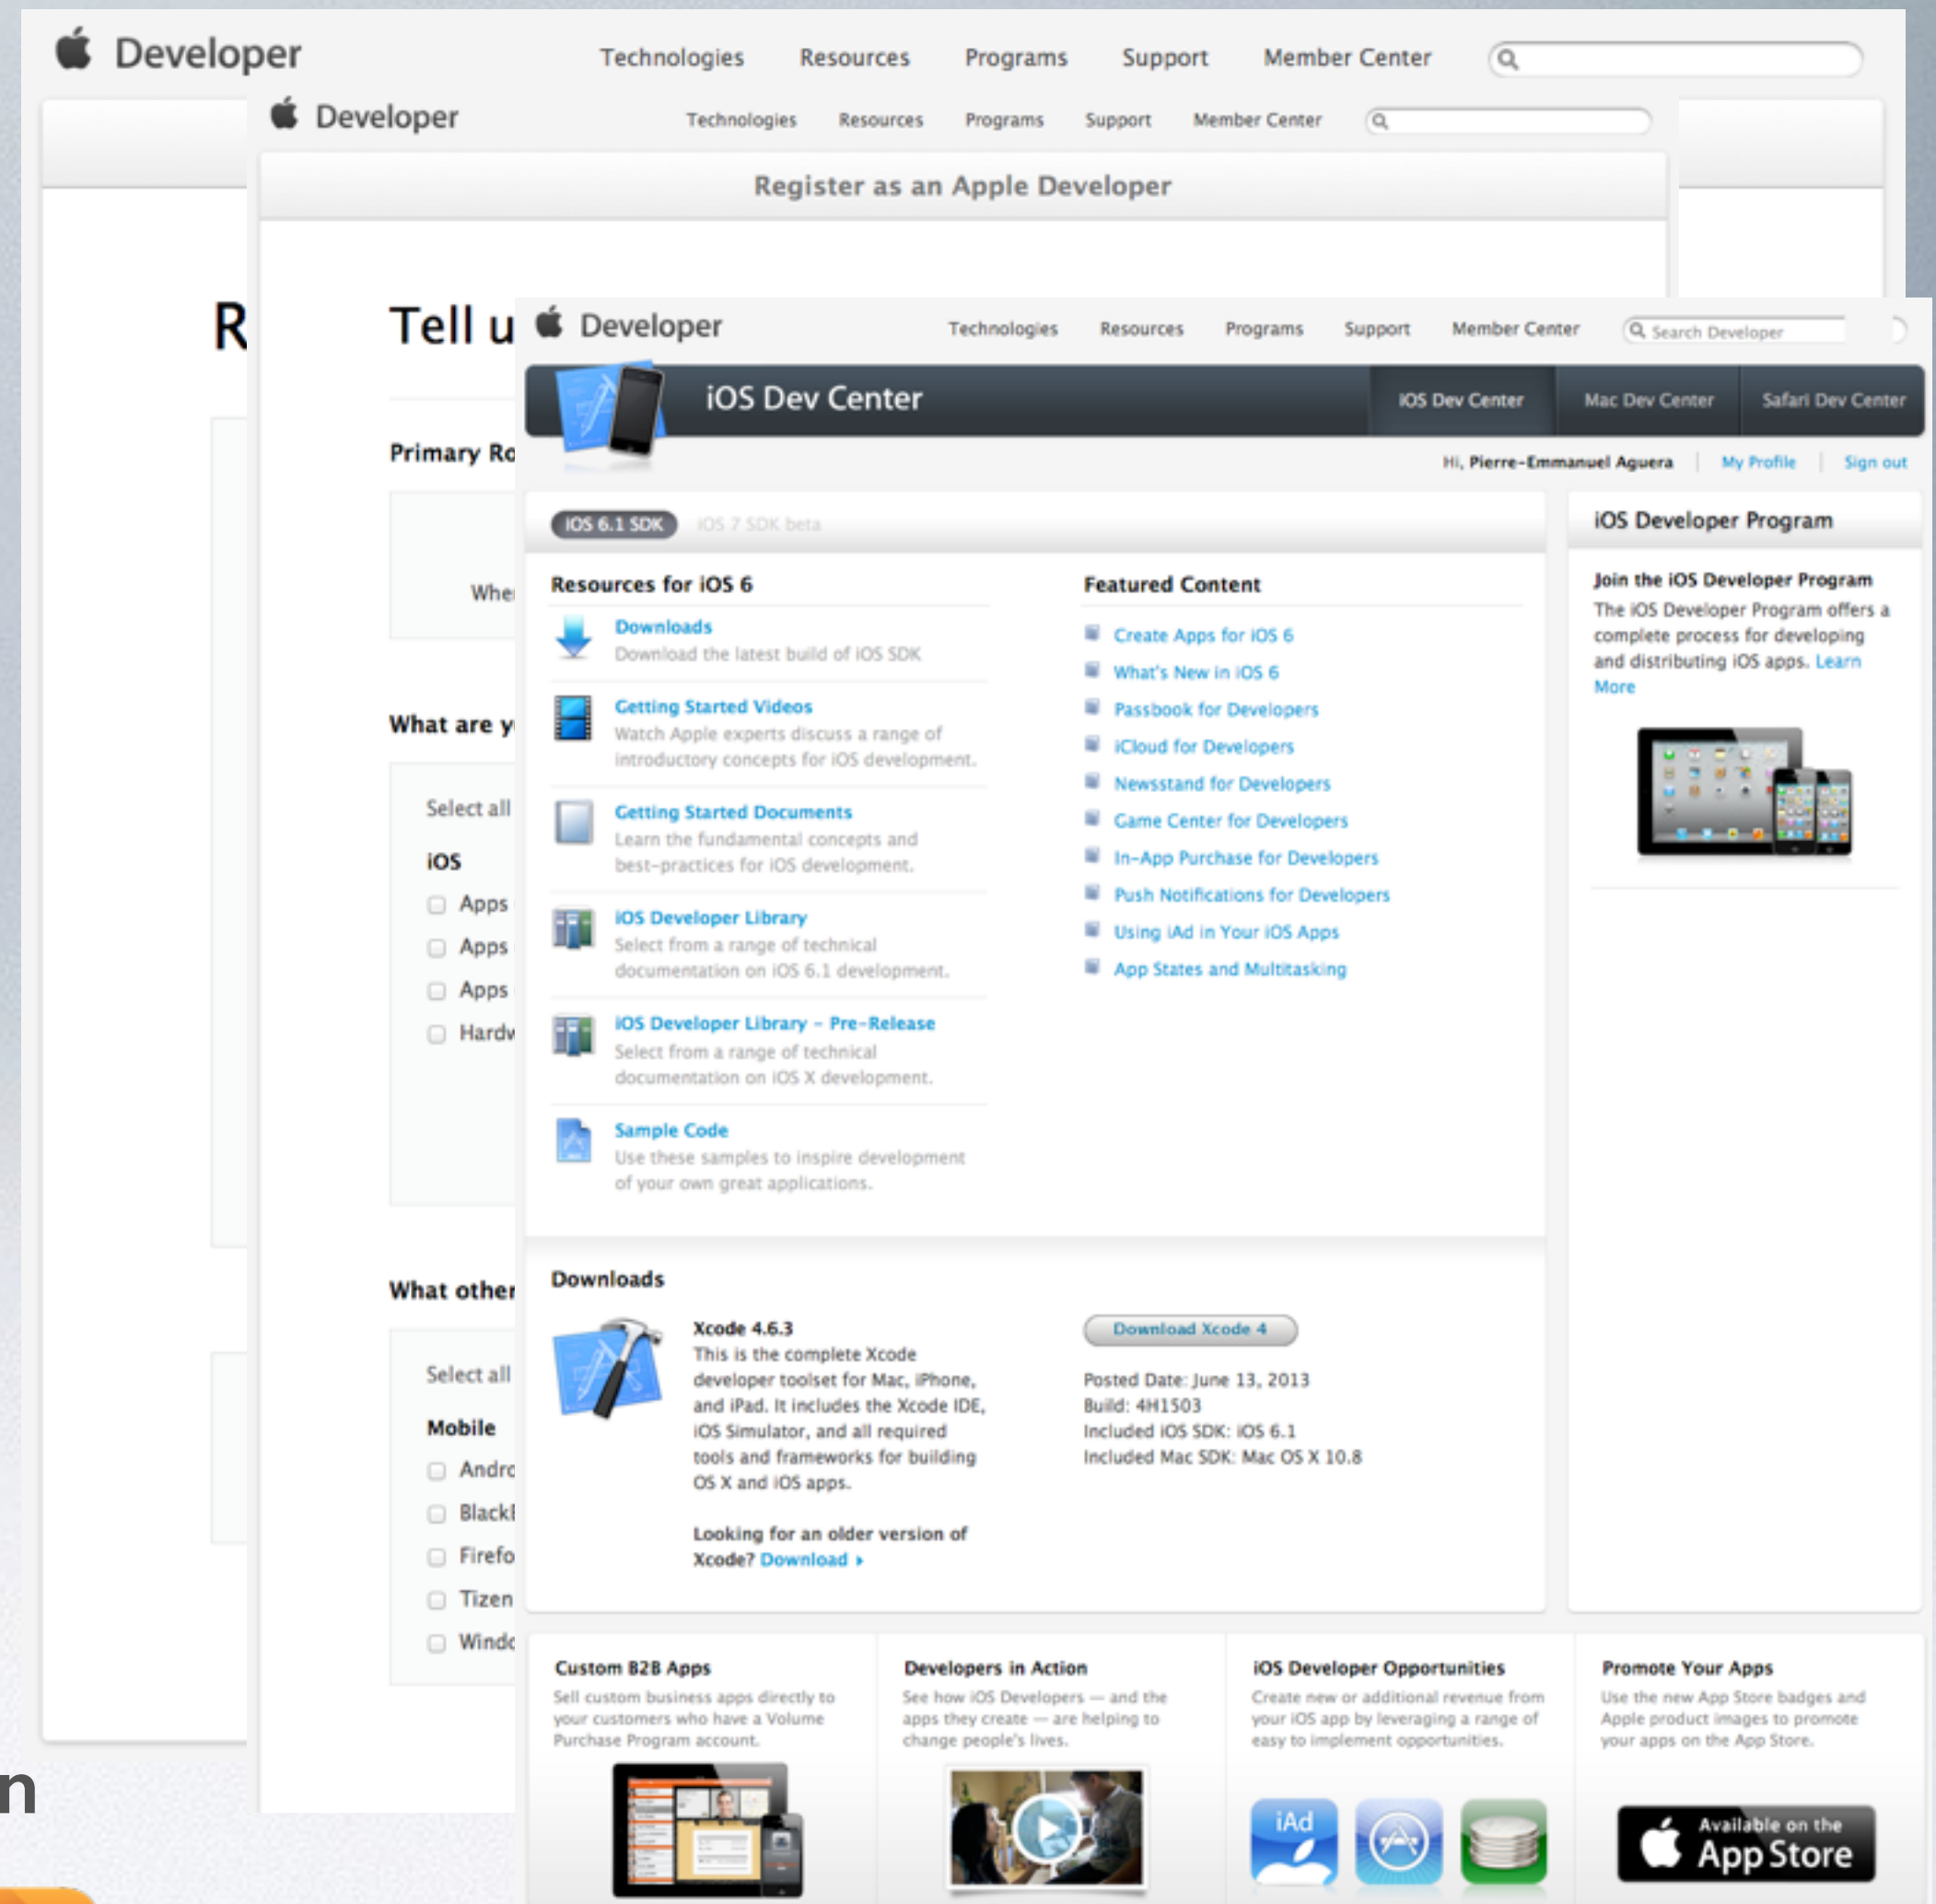 Developer
Technologies Resources Programs Support Member Center
Developer
Technologies Resources Programs Support Member Center
Register as an Apple Developer
R
Tell u
Primary Ro
Whe
What are y
Select all
iOS
Apps
Apps
Apps
Hardw
What other
Select all
Mobile
Andro
BlackB
Firefo
Tizen
Windo
n
Developer
Technologies Resources Programs Support Member Center Search Developer
iOS Dev Center
iOS Dev Center Mac Dev Center Safari Dev Center
Hi, Pierre-Emmanuel Aguera My Profile Sign out
iOS 6.1 SDK iOS 7 SDK beta
Resources for iOS 6
Downloads
Download the latest build of iOS SDK
Getting Started Videos
Watch Apple experts discuss a range of
introductory concepts for iOS development.
Getting Started Documents
Learn the fundamental concepts and
best-practices for iOS development.
iOS Developer Library
Select from a range of technical
documentation on iOS 6.1 development.
iOS Developer Library - Pre-Release
Select from a range of technical
documentation on iOS X development.
Sample Code
Use these samples to inspire development
of your own great applications.
Featured Content
Create Apps for iOS 6
What's New in iOS 6
Passbook for Developers
iCloud for Developers
Newsstand for Developers
Game Center for Developers
In-App Purchase for Developers
Push Notifications for Developers
Using iAd in Your iOS Apps
App States and Multitasking
iOS Developer Program
Join the iOS Developer Program
The iOS Developer Program offers a
complete process for developing
and distributing iOS apps. Learn
More
Downloads
Xcode 4.6.3
This is the complete Xcode
developer toolset for Mac, iPhone,
and iPad. It includes the Xcode IDE,
iOS Simulator, and all required
tools and frameworks for building
OS X and iOS apps.
Looking for an older version of
Xcode? Download
Download Xcode 4
Posted Date: June 13, 2013
Build: 4H1503
Included iOS SDK: iOS 6.1
Included Mac SDK: Mac OS X 10.8
Custom B2B Apps
Sell custom business apps directly to
your customers who have a Volume
Purchase Program account.
Developers in Action
See how iOS Developers — and the
apps they create — are helping to
change people's lives.
iOS Developer Opportunities
Create new or additional revenue from
your iOS app by leveraging a range of
easy to implement opportunities.
iAd
Promote Your Apps
Use the new App Store badges and
Apple product images to promote
your apps on the App Store.
Available on the
App Store